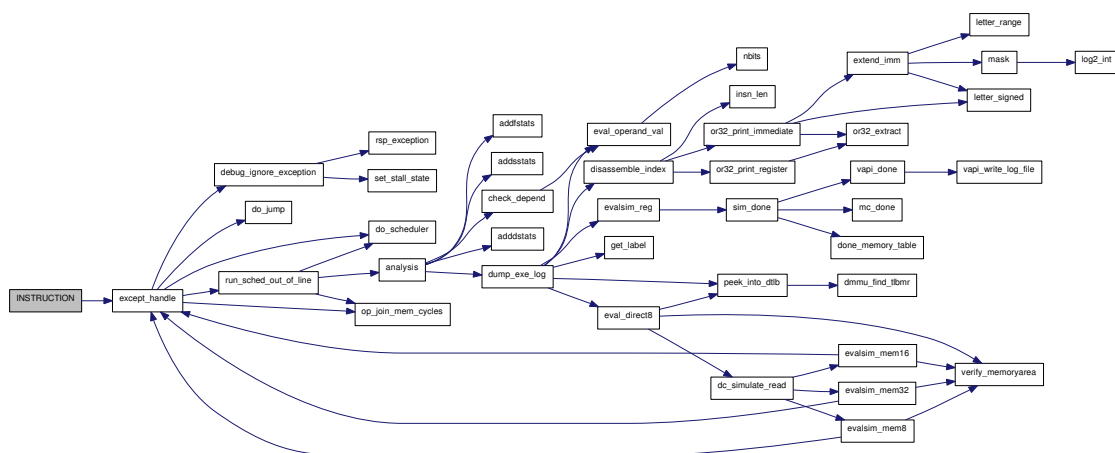 INSTRUCTION
except_handle
debug_ignore_exception
do_jump
run_sched_out_of_line
rsp_exception
set_stall_state
do_scheduler
analysis
op_join_mem_cycles
addfstats
addsstats
check_depend
adddstats
dump_exe_log
eval_operand_val
disassemble_index
evalsim_reg
get_label
eval_direct8
nbits
insn_len
or32_print_immediate
or32_print_register
sim_done
peek_into_dtlb
dc_simulate_read
extend_imm
vapi_done
mc_done
done_memory_table
dmmu_find_tlbmr
evalsim_mem16
evalsim_mem32
evalsim_mem8
letter_range
mask
letter_signed
or32_extract
vapi_write_log_file
verify_memoryarea
log2_int